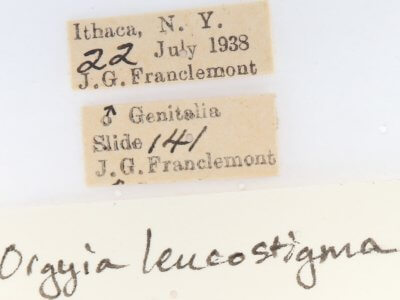 Ithaca, N. Y.
22 July 1938
J.G. Franclemont
♂ Genitalia
Slide 141
J.G. Franclemont
Orgyia leucostigma